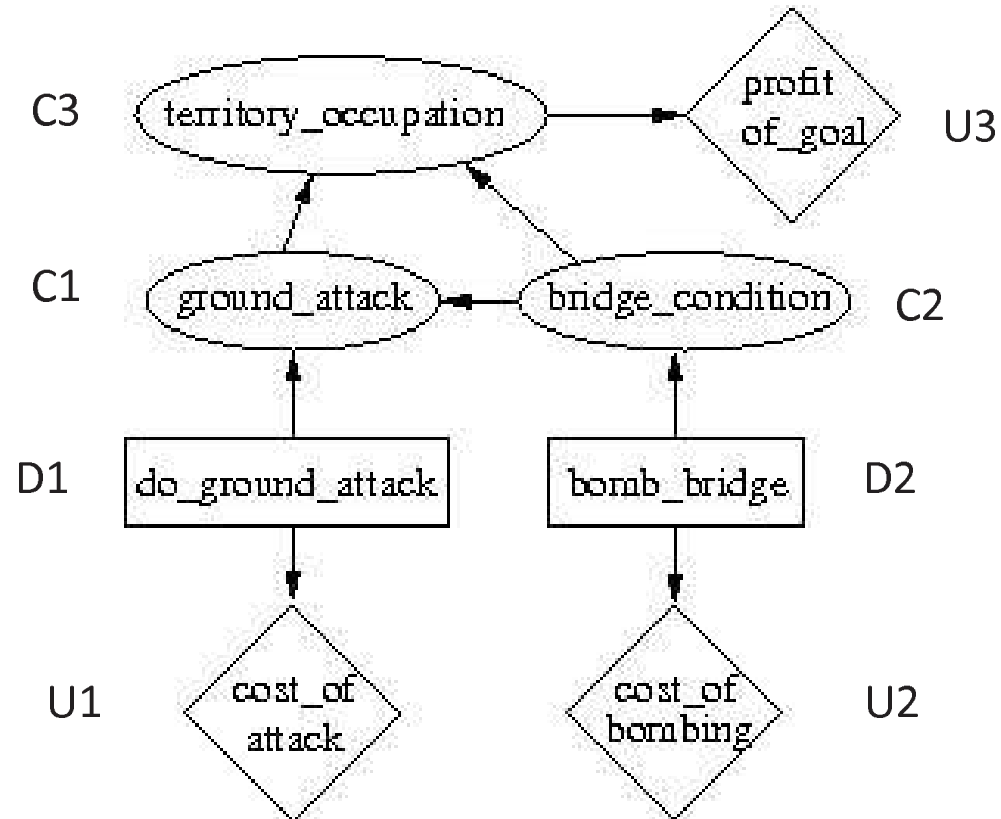 C3
territory_occupation
profit
of_goal
U3
C1
ground_attack
bridge_condition
C2
D1
do_ground_attack
bomb_bridge
D2
U1
cost_of
attack
cost_of
bombing
U2